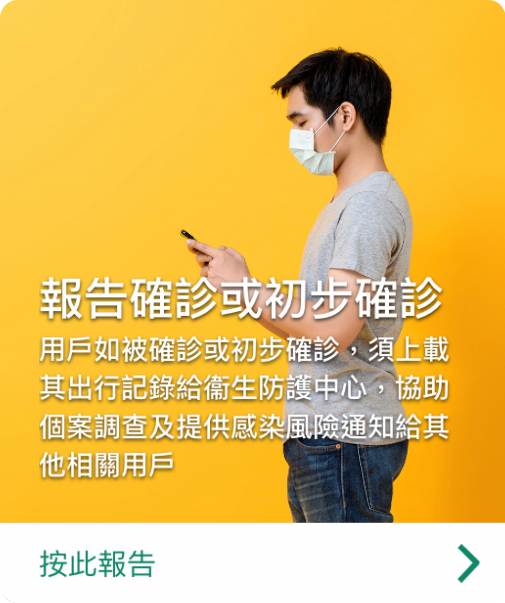 報告確診或初步確診
用戶如被確診或初步確診，須上載
其出行記錄給衞生防護中心，協助
個案調查及提供感染風險通知給其
他相關用戶
按此報告